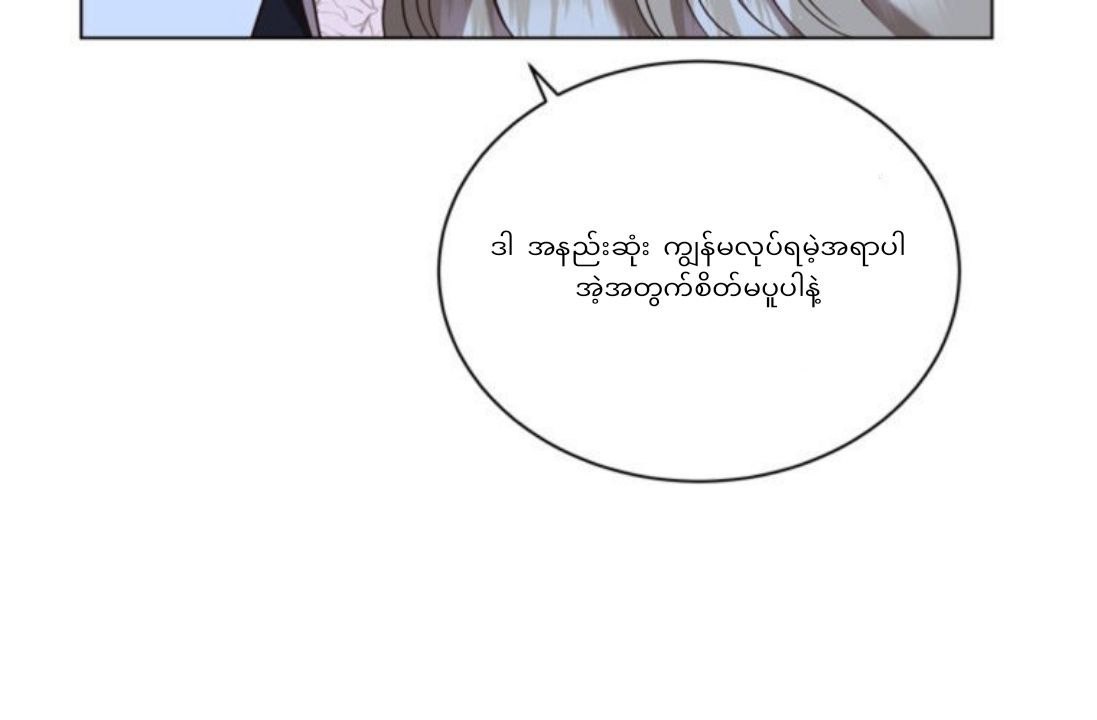 ဒါ အနည်းဆုံး ကျွန်မလုပ်ရမဲ့အရာပါ
အဲ့အတွက်စိတ်မပူပါနဲ့